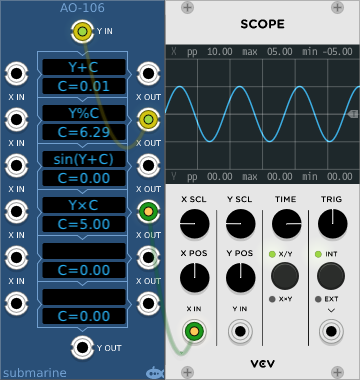 AO-106
Y IN
Y+C
C=0.01
X IN
X OUT
Y%C
C=6.29
X IN
X OUT
sin(Y+C)
C=0.00
X IN
X OUT
Y×C
C=5.00
X IN
X OUT
C=0.00
X IN
X OUT
C=0.00
X IN
X OUT
Y OUT
submarine
SCOPE
X pp 10.00 max 05.00 min -05.00
T
Y pp 00.00 max 00.00 min 00.00
X SCL Y SCL TIME TRIG
X POS Y POS X/Y INT
X×Y EXT
X IN Y IN
VCV